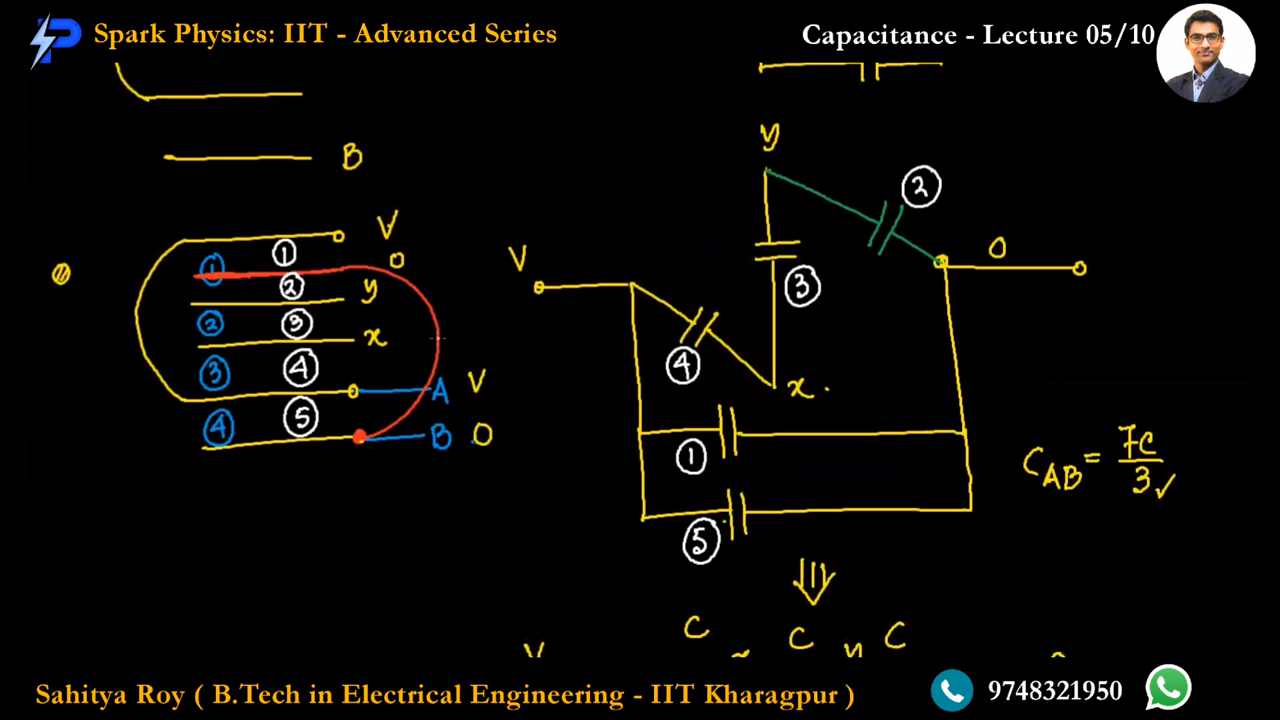 Spark Physics: IIT - Advanced Series
Capacitance - Lecture 05/10
B
V
① ① O
② y
② ③ x
③ ④
A V
④ ⑤
B O
y
②
V
O
③
④
x
①
⑤
C_AB = 7C/3 ✓
C C C
V x y O
Sahitya Roy ( B.Tech in Electrical Engineering - IIT Kharagpur )
9748321950